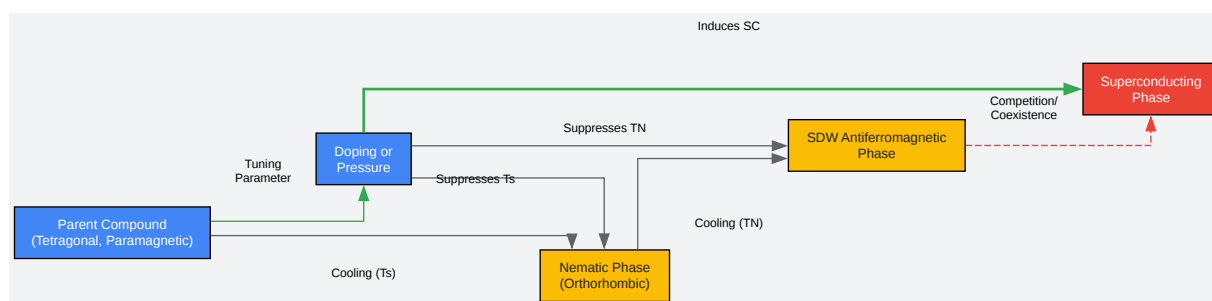 Induces SC
Superconducting
Phase
Competition/
Coexistence
Suppresses TN
SDW Antiferromagnetic
Phase
Doping or
Pressure
Tuning
Parameter
Suppresses Ts
Parent Compound
(Tetragonal, Paramagnetic)
Cooling (TN)
Cooling (Ts)
Nematic Phase
(Orthorhombic)